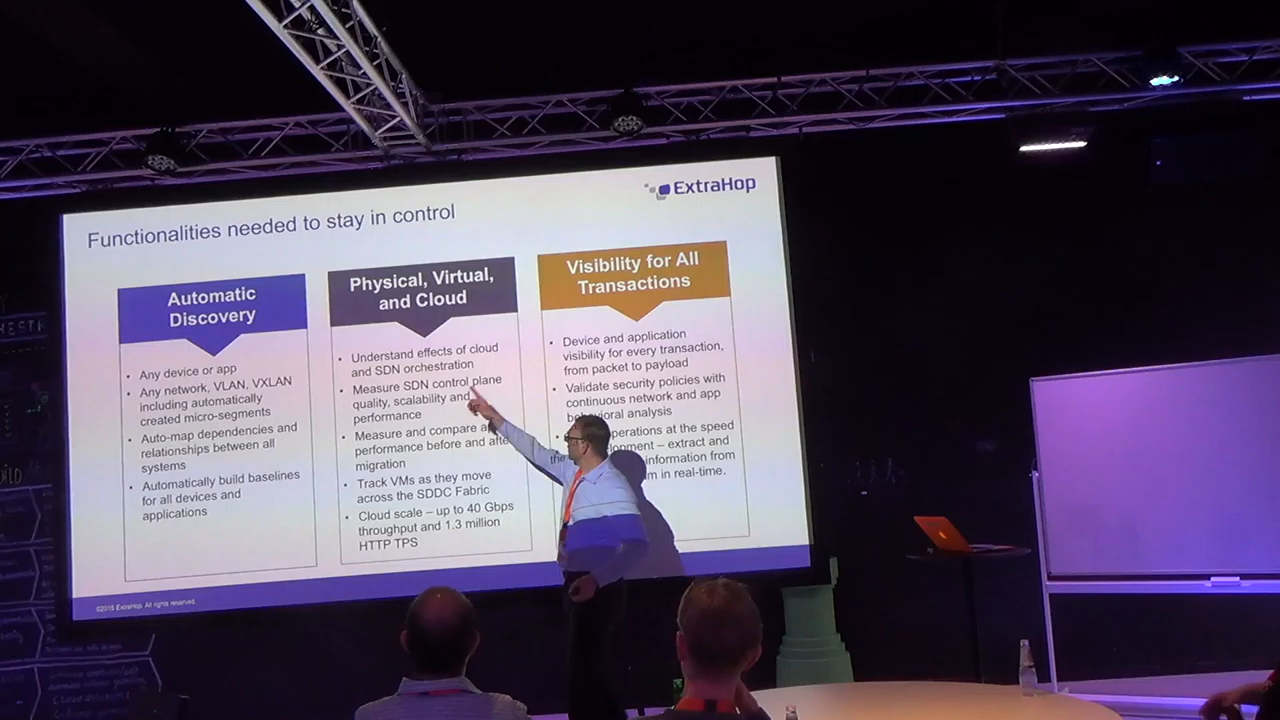 ExtraHop
Functionalities needed to stay in control
Automatic
Discovery
• Any device or app
• Any network, VLAN, VXLAN
including automatically
created micro-segments
• Auto-map dependencies and
relationships between all
systems
• Automatically build baselines
for all devices and
applications
Physical, Virtual,
and Cloud
• Understand effects of cloud
and SDN orchestration
• Measure SDN control plane
quality, scalability and
performance
• Measure and compare
performance before and after
migration
• Track VMs as they move
across the SDDC Fabric
• Cloud scale – up to 40 Gbps
throughput and 1.3 million
HTTP TPS
Visibility for All
Transactions
• Device and application
visibility for every transaction,
from packet to payload
• Validate security policies with
continuous network and app
behavioral analysis
operations at the speed
– extract and
information from
in real-time.
©2015 ExtraHop. All rights reserved.